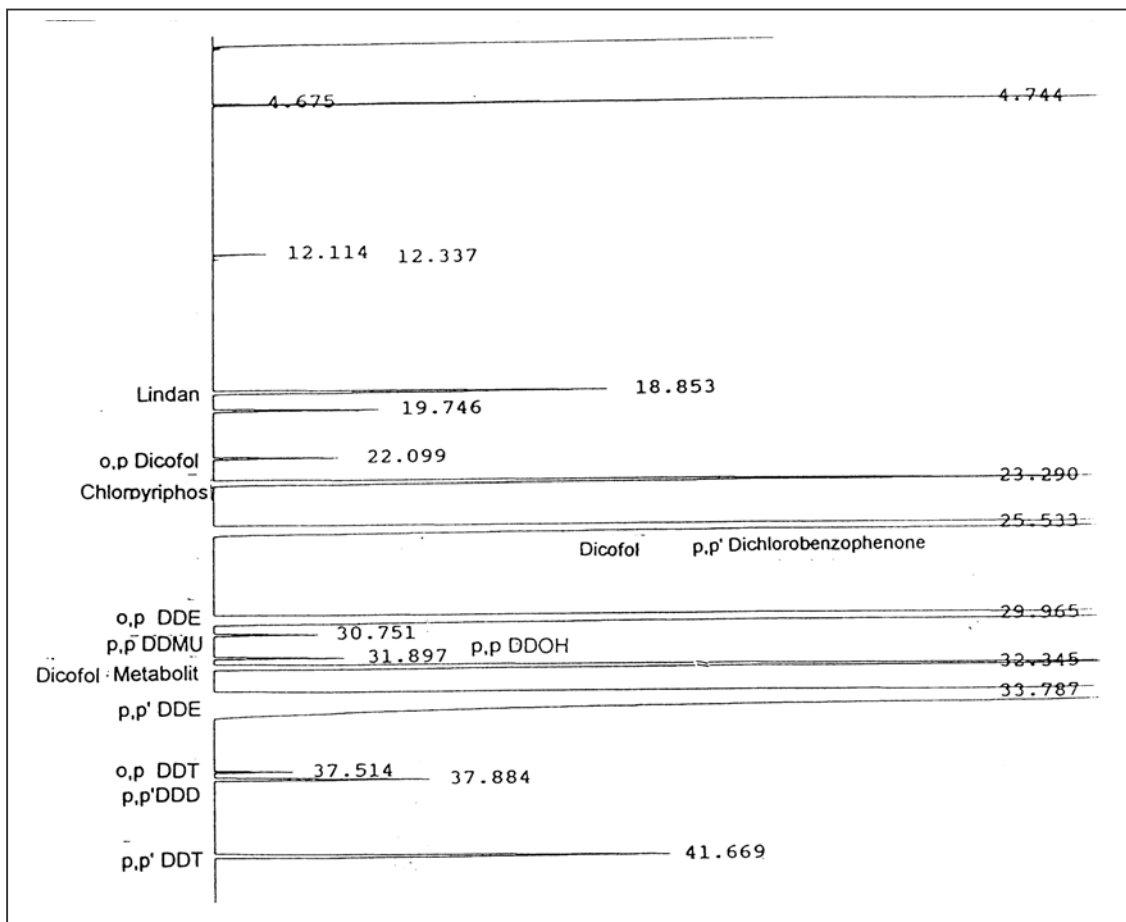 4.675 4.744
12.114 12.337
Lindan 18.853
19.746
o,p Dicofol 22.099
23.290
Chlorpyriphos
25.533
Dicofol p,p' Dichlorobenzophenone
29.965
o,p DDE
30.751
p,p DDMU p,p DDOH
31.897
32.345
Dicofol Metabolit
33.787
p,p' DDE
o,p DDT 37.514
37.884
p,p'DDD
41.669
p,p' DDT